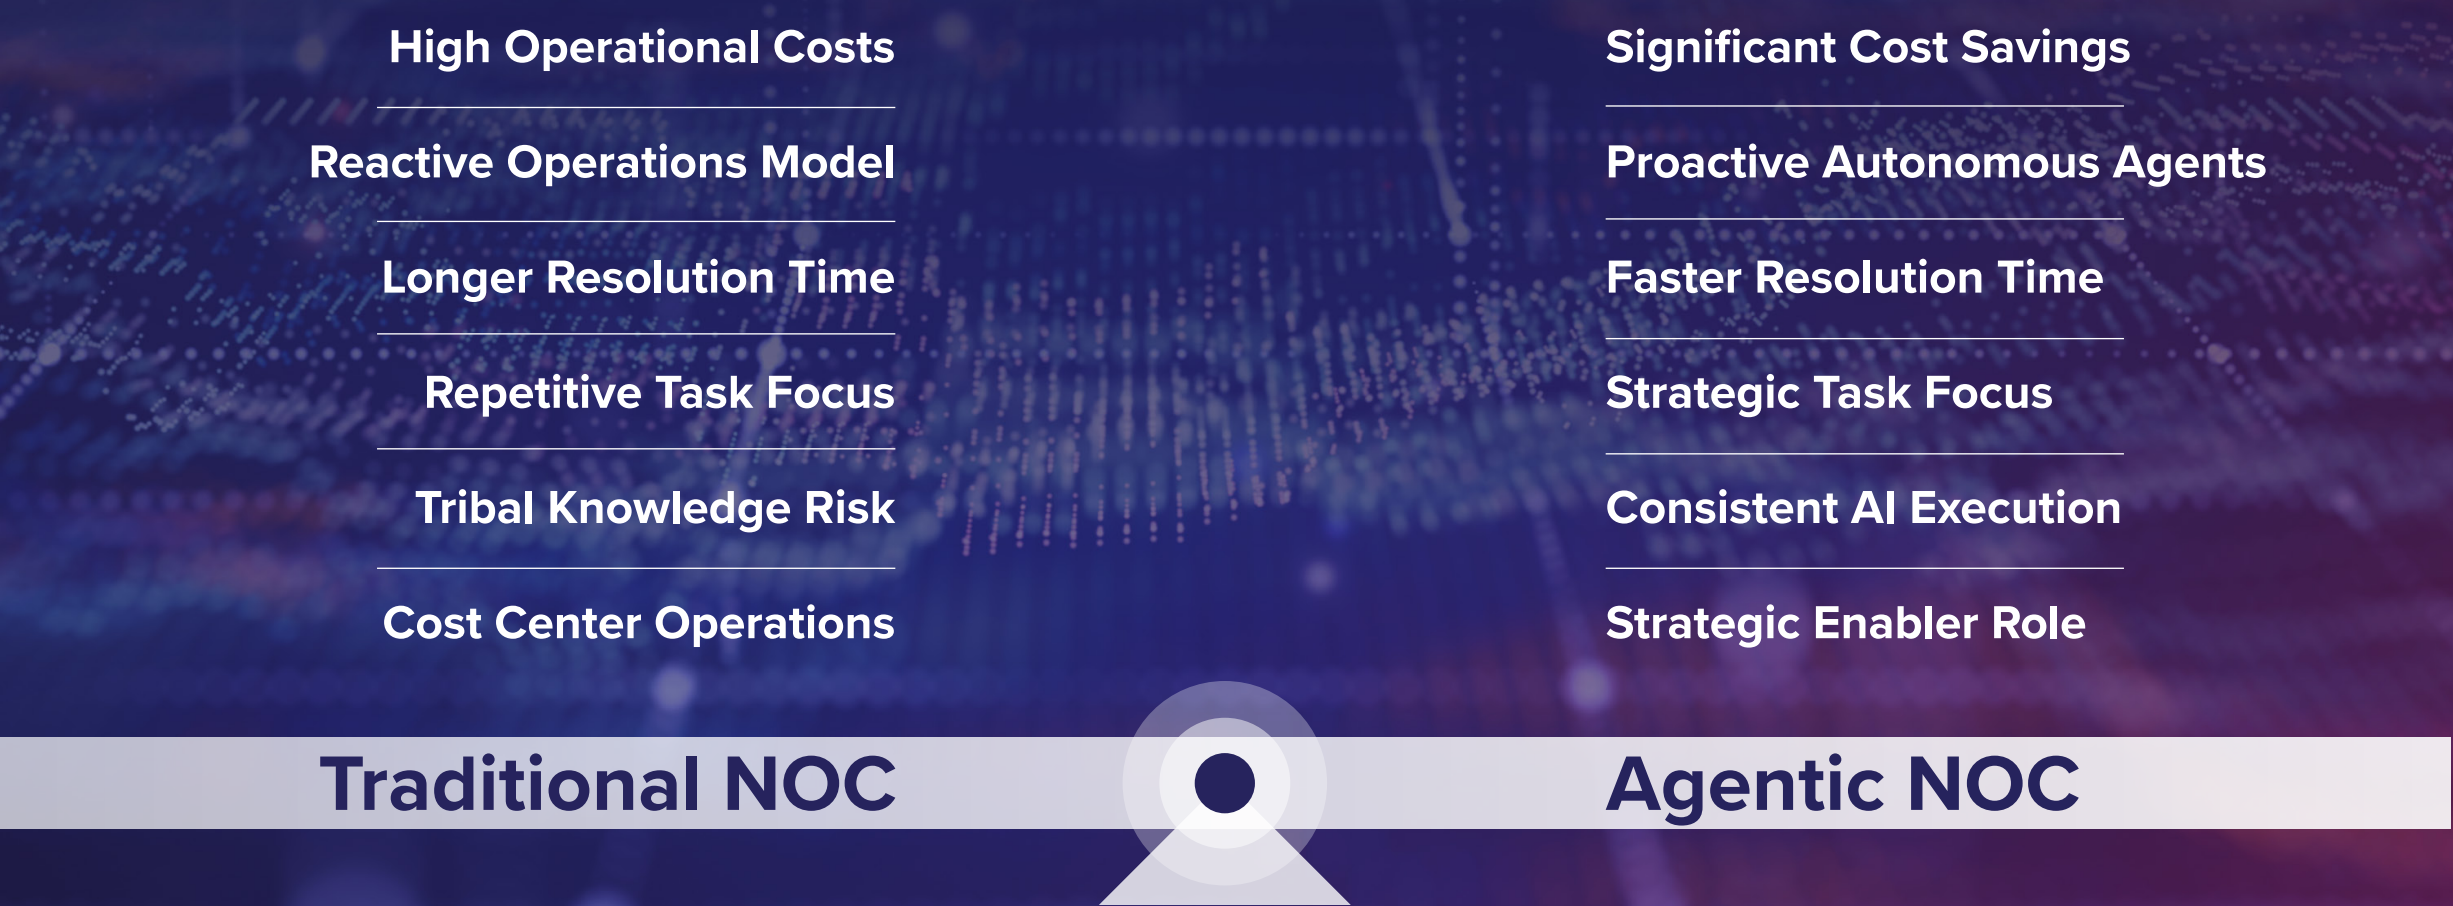 High Operational Costs
Reactive Operations Model
Longer Resolution Time
Repetitive Task Focus
Tribal Knowledge Risk
Cost Center Operations
Traditional NOC
Significant Cost Savings
Proactive Autonomous Agents
Faster Resolution Time
Strategic Task Focus
Consistent AI Execution
Strategic Enabler Role
Agentic NOC